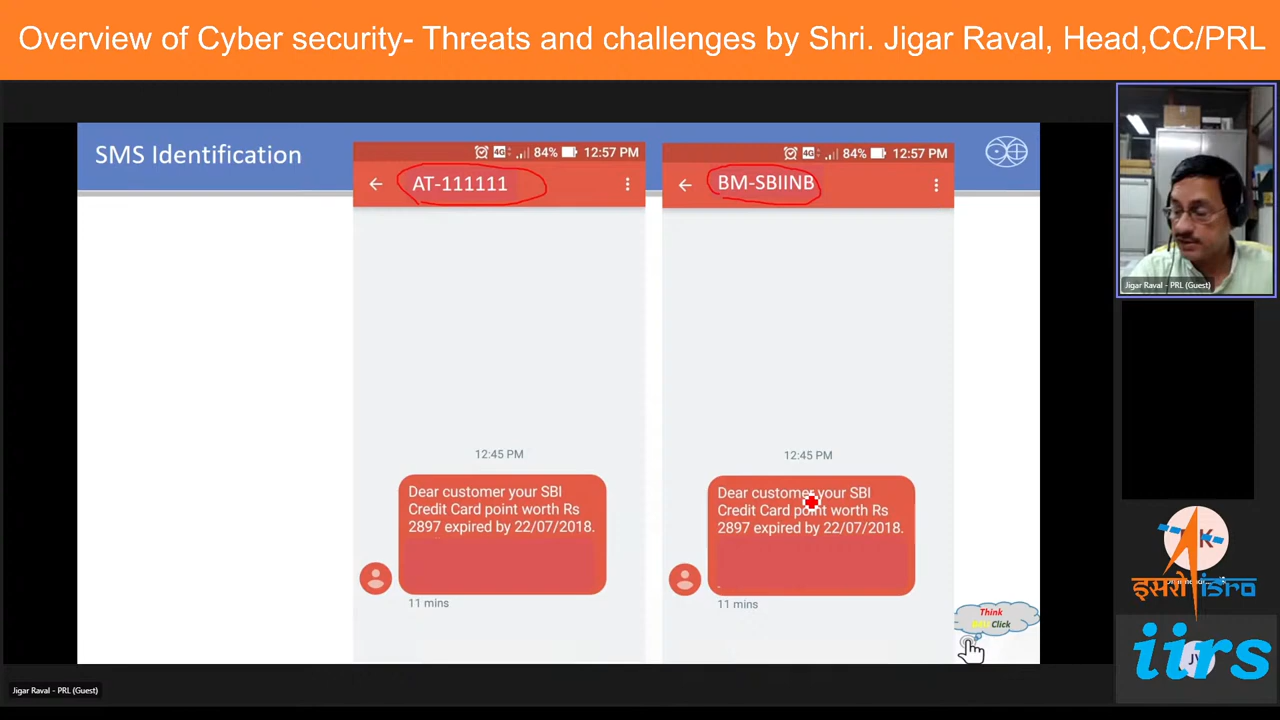 Overview of Cyber security- Threats and challenges by Shri. Jigar Raval, Head,CC/PRL
SMS Identification
4G 84% 12:57 PM
AT-111111
12:45 PM
Dear customer your SBI
Credit Card point worth Rs
2897 expired by 22/07/2018.
11 mins
4G 84% 12:57 PM
BM-SBIINB
12:45 PM
Dear customer your SBI
Credit Card point worth Rs
2897 expired by 22/07/2018.
11 mins
Think
Click
Jigar Raval - PRL (Guest)
K
इसरो isro
iirs
JY
Jigar Raval - PRL (Guest)